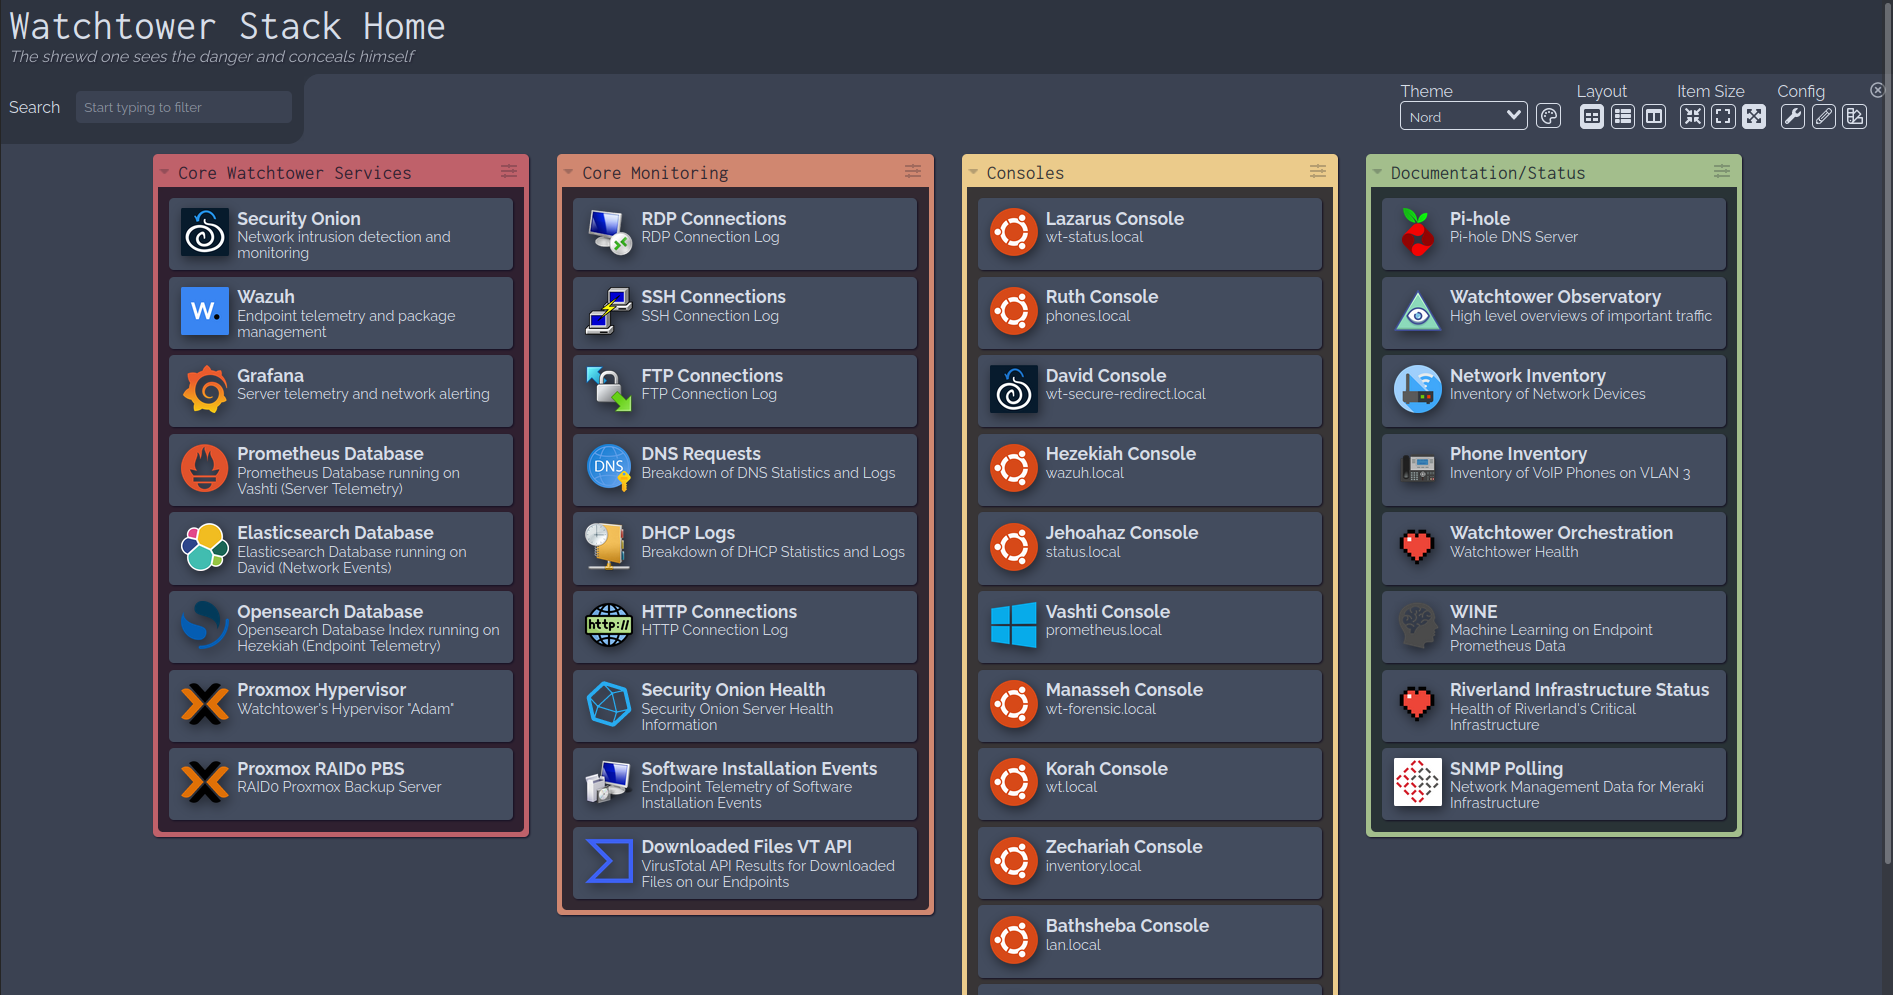 Watchtower Stack Home
The shrewd one sees the danger and conceals himself
Search
Start typing to filter
Theme
Nord
Layout
Item Size
Config
Core Watchtower Services
Security Onion
Network intrusion detection and
monitoring
Wazuh
Endpoint telemetry and package
management
W.
Grafana
Server telemetry and network alerting
Prometheus Database
Prometheus Database running on
Vashti (Server Telemetry)
Elasticsearch Database
Elasticsearch Database running on
David (Network Events)
Opensearch Database
Opensearch Database Index running on
Hezekiah (Endpoint Telemetry)
Proxmox Hypervisor
Watchtower's Hypervisor "Adam"
Proxmox RAID0 PBS
RAID0 Proxmox Backup Server
Core Monitoring
RDP Connections
RDP Connection Log
SSH Connections
SSH Connection Log
FTP Connections
FTP Connection Log
DNS
DNS Requests
Breakdown of DNS Statistics and Logs
DHCP Logs
Breakdown of DHCP Statistics and Logs
http://
HTTP Connections
HTTP Connection Log
Security Onion Health
Security Onion Server Health
Information
Software Installation Events
Endpoint Telemetry of Software
Installation Events
Downloaded Files VT API
VirusTotal API Results for Downloaded
Files on our Endpoints
Consoles
Lazarus Console
wt-status.local
Ruth Console
phones.local
David Console
wt-secure-redirect.local
Hezekiah Console
wazuh.local
Jehoahaz Console
status.local
Vashti Console
prometheus.local
Manasseh Console
wt-forensic.local
Korah Console
wt.local
Zechariah Console
inventory.local
Bathsheba Console
lan.local
Documentation/Status
Pi-hole
Pi-hole DNS Server
Watchtower Observatory
High level overviews of important traffic
Network Inventory
Inventory of Network Devices
Phone Inventory
Inventory of VoIP Phones on VLAN 3
Watchtower Orchestration
Watchtower Health
WINE
Machine Learning on Endpoint
Prometheus Data
Riverland Infrastructure Status
Health of Riverland's Critical
Infrastructure
SNMP Polling
Network Management Data for Meraki
Infrastructure